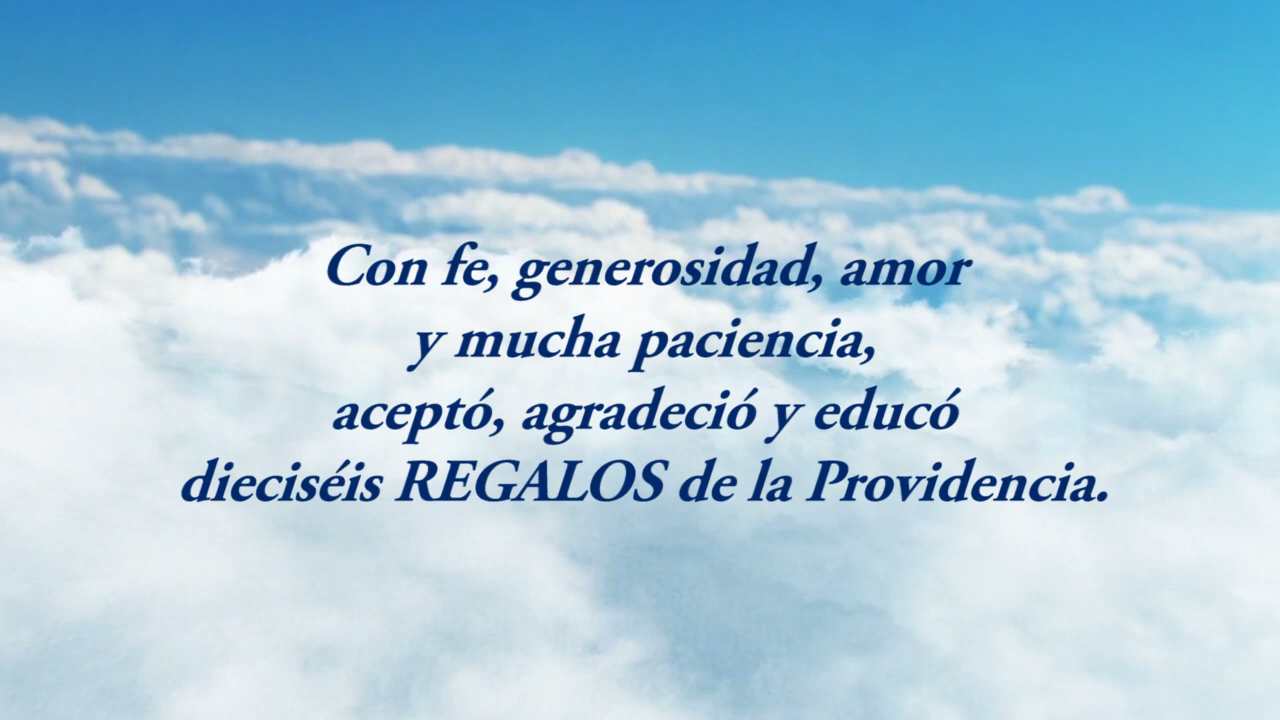 Con fe, generosidad, amor
y mucha paciencia,
aceptó, agradeció y educó
dieciséis REGALOS de la Providencia.